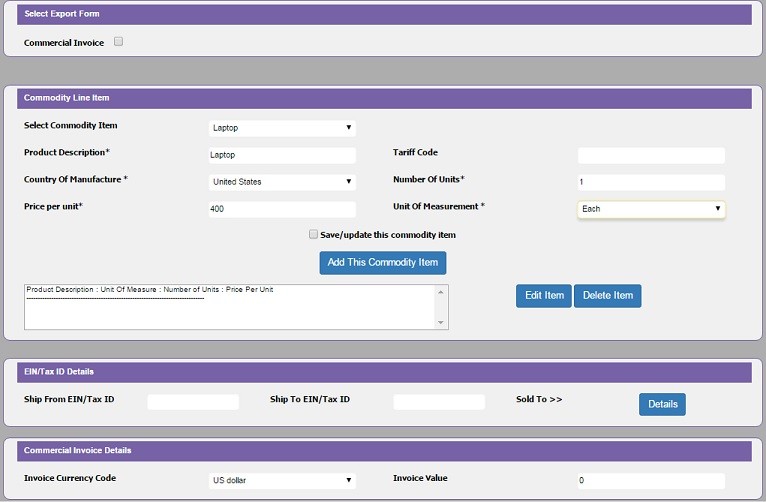 Select Export Form
Commercial Invoice
Commodity Line Item
Select Commodity Item Laptop
Product Description* Laptop Tariff Code
Country Of Manufacture * United States Number Of Units* 1
Price per unit* 400 Unit Of Measurement * Each
Save/update this commodity item
Add This Commodity Item
Product Description : Unit Of Measure : Number of Units : Price Per Unit
Edit Item Delete Item
EIN/Tax ID Details
Ship From EIN/Tax ID Ship To EIN/Tax ID Sold To >> Details
Commercial Invoice Details
Invoice Currency Code US dollar Invoice Value 0